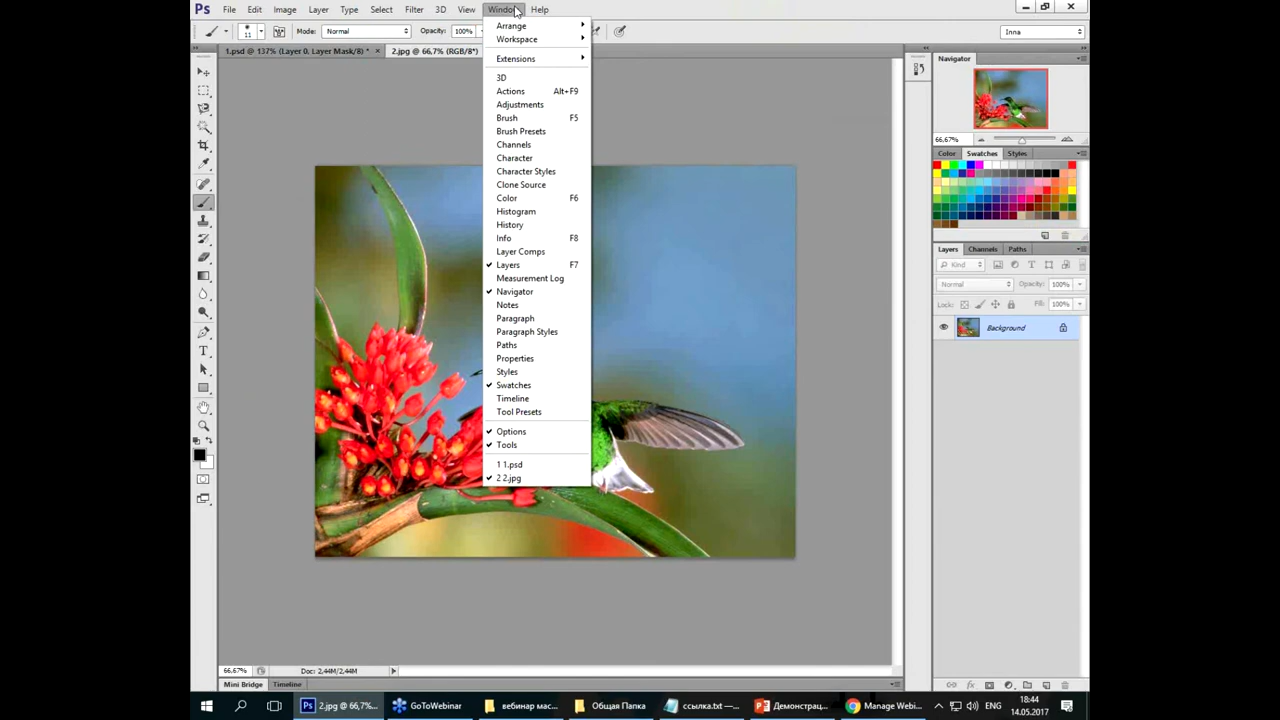 Ps File Edit Image Layer Type Select Filter 3D View Window Help
11 Mode: Normal Opacity: 100% Inna
1.psd @ 137% (Layer 0, Layer Mask/8) * × 2.jpg @ 66,7% (RGB/8*)
Arrange
Workspace
Extensions
3D
Actions Alt+F9
Adjustments
Brush F5
Brush Presets
Channels
Character
Character Styles
Clone Source
Color F6
Histogram
History
Info F8
Layer Comps
Layers F7
Measurement Log
Navigator
Notes
Paragraph
Paragraph Styles
Paths
Properties
Styles
Swatches
Timeline
Tool Presets
Options
Tools
1 1.psd
2 2.jpg
Navigator
66.67%
Color Swatches Styles
Layers Channels Paths
Kind
Normal Opacity: 100%
Lock: Fill: 100%
Background
66.67% Doc: 2,44M/2,44M
Mini Bridge Timeline
2.jpg @ 66,7%... GoToWebinar вебинар мас... Общая Папка ссылка.txt —... Демонстрац... Manage Webi... ENG 18:44
14.05.2017